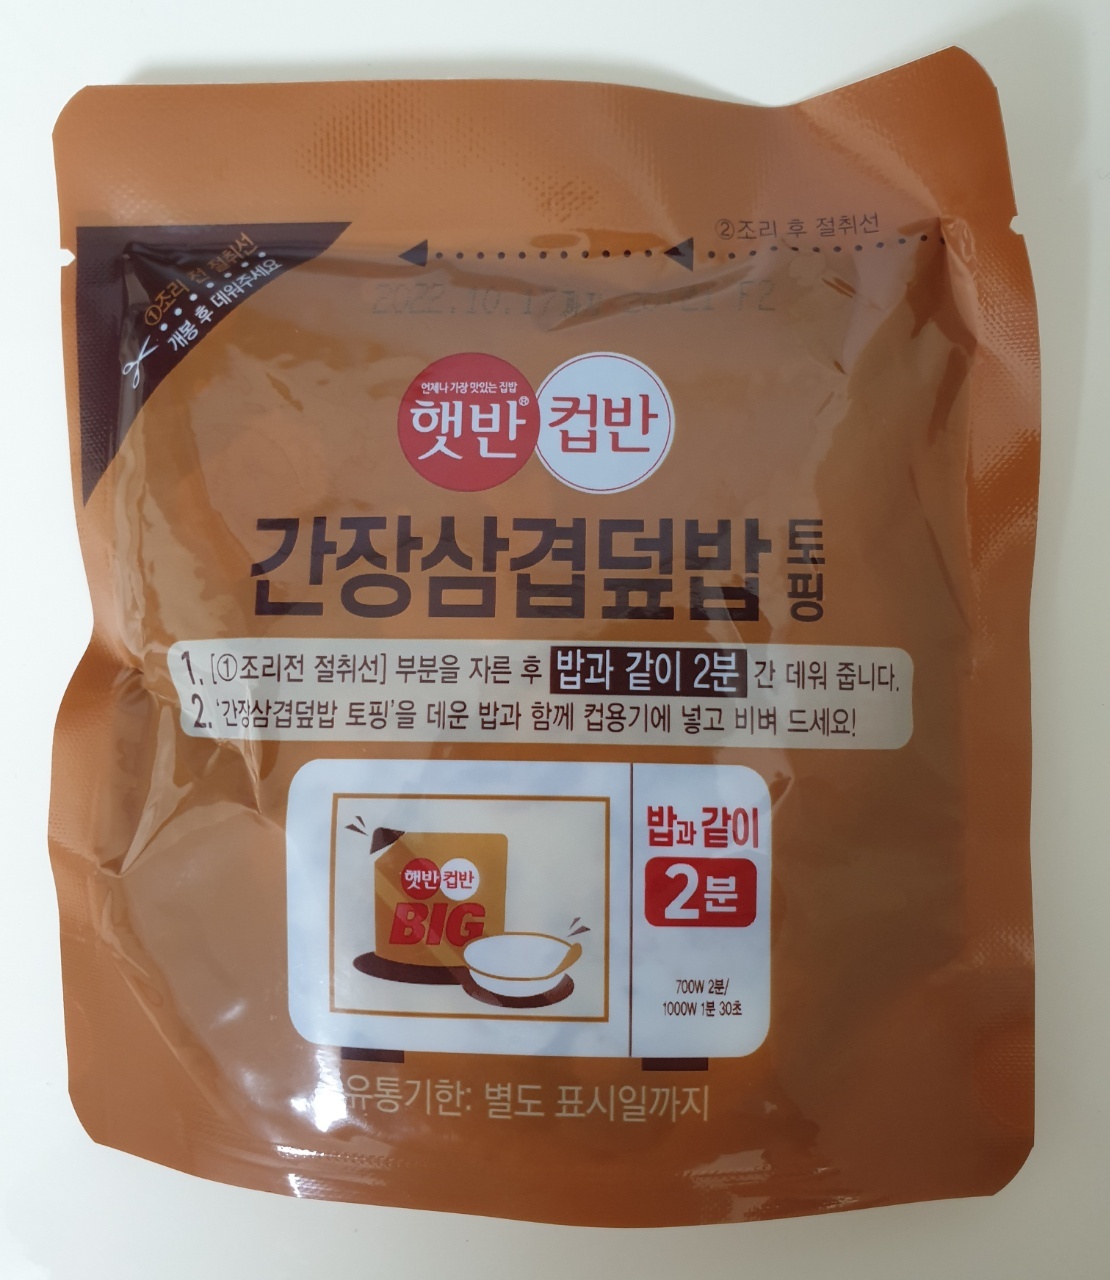 ②조리 후 절취선
①조리 전 절취선
개봉 후 데워주세요
2022.10.17까지 F2
언제나 가장 맛있는 집밥
햇반® 컵반
간장삼겹덮밥 토핑
1. [①조리전 절취선] 부분을 자른 후 밥과 같이 2분 간 데워 줍니다.
2. '간장삼겹덮밥 토핑'을 데운 밥과 함께 컵용기에 넣고 비벼 드세요!
햇반 컵반
BIG
밥과 같이
2분
700W 2분/
1000W 1분 30초
유통기한: 별도 표시일까지